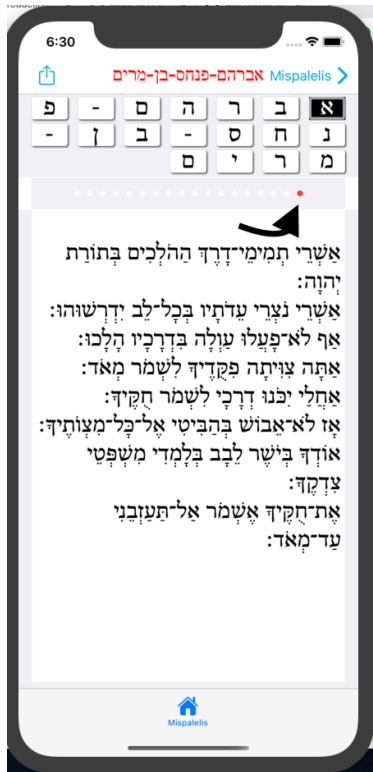 6:30
Mispalelis אברהם-פנחס-בן-מרים
א ב ר ה ם - פ
נ ח ס - ב ן -
מ ר י ם
אַשְׁרֵי תְמִימֵי־דָרֶךְ הַהֹלְכִים בְּתוֹרַת
יְהוָה׃
אַשְׁרֵי נֹצְרֵי עֵדֹתָיו בְּכָל־לֵב יִדְרְשׁוּהוּ׃
אַף לֹא־פָעֲלוּ עַוְלָה בִּדְרָכָיו הָלָכוּ׃
אַתָּה צִוִּיתָה פִקֻּדֶיךָ לִשְׁמֹר מְאֹד׃
אַחֲלַי יִכֹּנוּ דְרָכָי לִשְׁמֹר חֻקֶּיךָ׃
אָז לֹא־אֵבוֹשׁ בְּהַבִּיטִי אֶל־כָּל־מִצְוֺתֶיךָ׃
אוֹדְךָ בְּיֹשֶׁר לֵבָב בְּלָמְדִי מִשְׁפְּטֵי
צִדְקֶךָ׃
אֶת־חֻקֶּיךָ אֶשְׁמֹר אַל־תַּעַזְבֵנִי
עַד־מְאֹד׃
Mispalelis